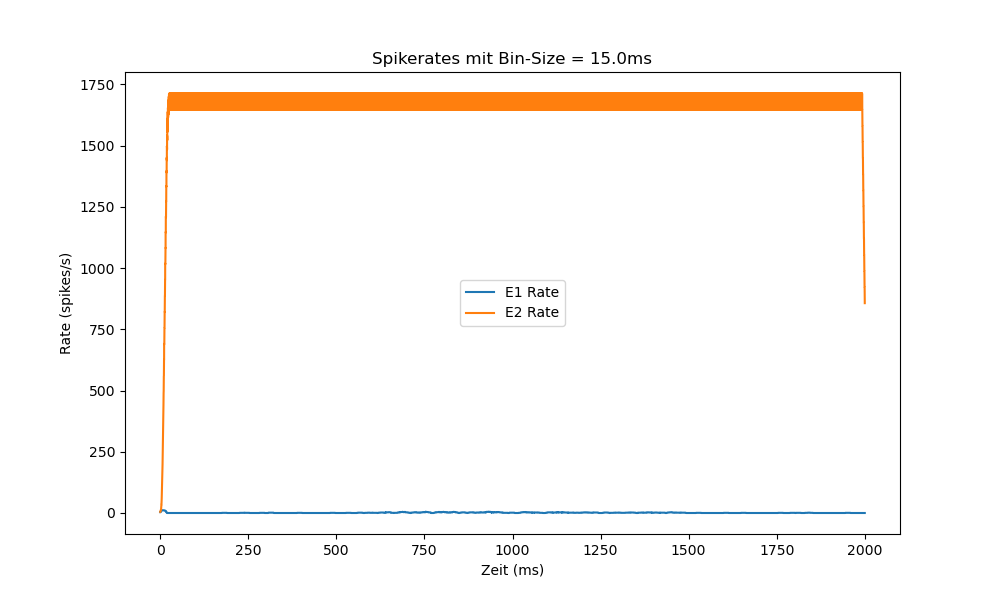 Spikerates mit Bin-Size = 15.0ms
1750
1500
1250
1000
750
500
250
0
Rate (spikes/s)
E1 Rate
E2 Rate
0 250 500 750 1000 1250 1500 1750 2000
Zeit (ms)